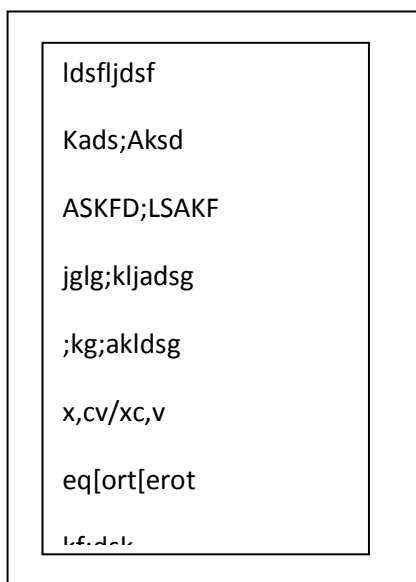 ldsfljdsf
Kads;Aksd
ASKFD;LSAKF
jglg;kljadsg
;kg;akldsg
x,cv/xc,v
eq[ort[erot